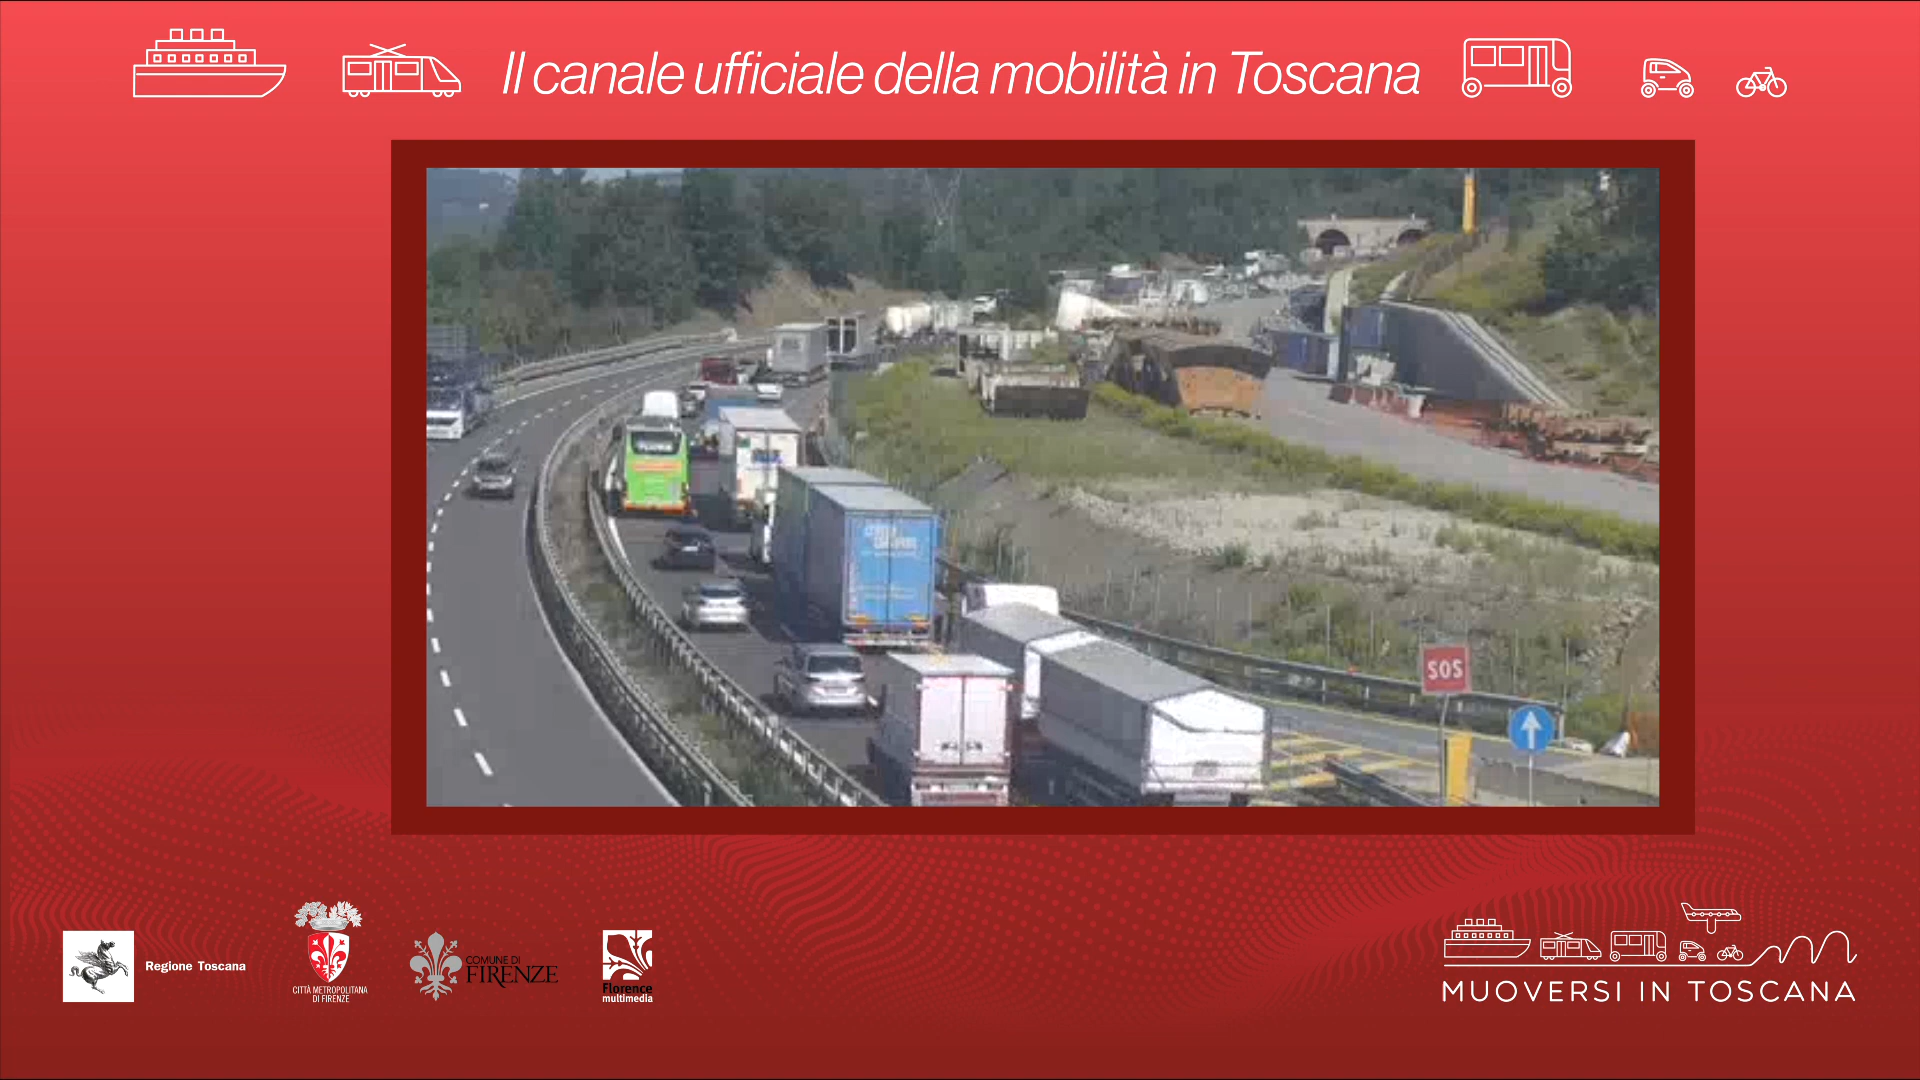 Il canale ufficiale della mobilità in Toscana
SOS
Regione Toscana
CITTÀ METROPOLITANA
DI FIRENZE
COMUNE DI
FIRENZE
Florence
multimedia
MUOVERSI IN TOSCANA